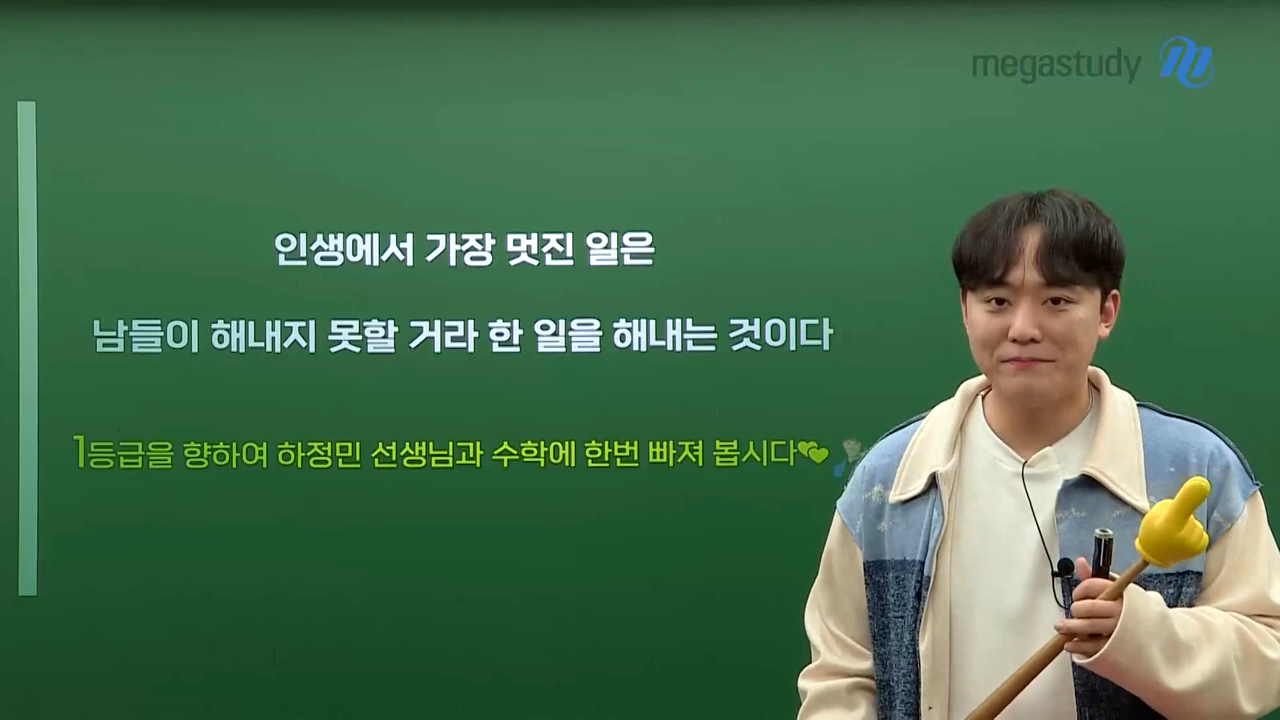 megastudy
인생에서 가장 멋진 일은
남들이 해내지 못할 거라 한 일을 해내는 것이다
1등급을 향하여 하정민 선생님과 수학에 한번 빠져 봅시다